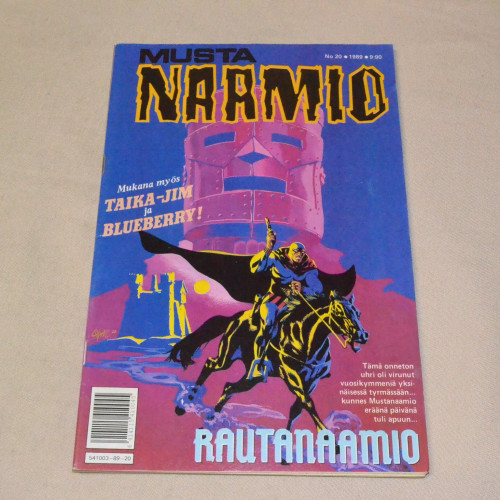 MUSTA
No 20 • 1989 • 9:90
NAAMIO
Mukana myös
TAIKA-JIM
ja
BLUEBERRY!
Tämä onneton
uhri oli virunut
vuosikymmeniä yksi-
näisessä tyrmässään...
kunnes Mustanaamio
eräänä päivänä
tuli apuun...
RAUTANAAMIO
541003-89-20